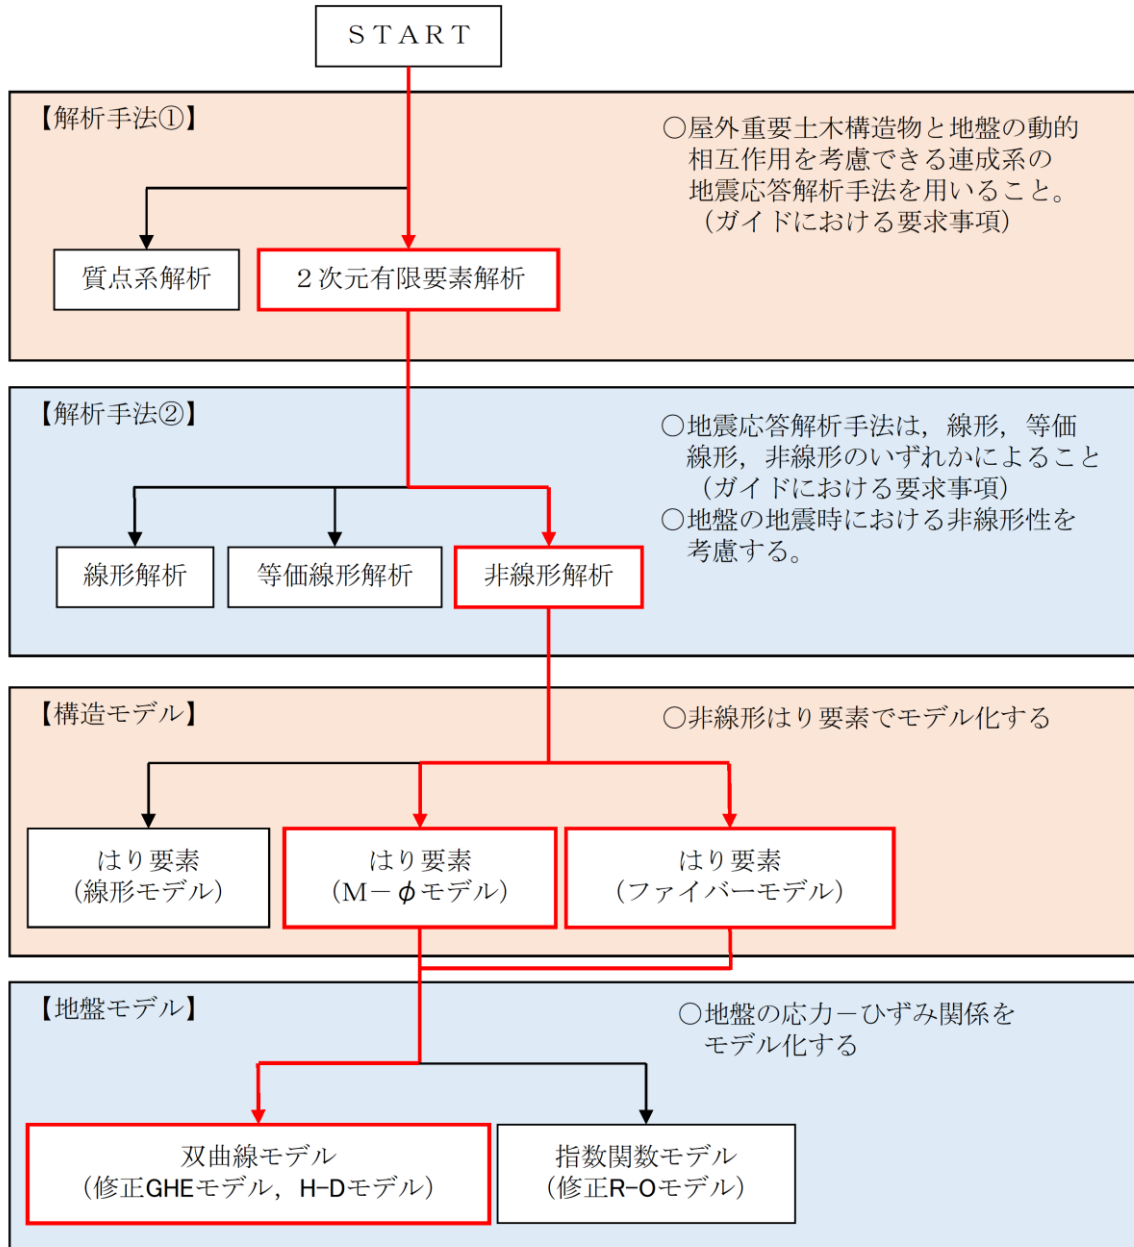 ＳＴＡＲＴ
【解析手法①】
○屋外重要土木構造物と地盤の動的
相互作用を考慮できる連成系の
地震応答解析手法を用いること。
（ガイドにおける要求事項）
質点系解析
２次元有限要素解析
【解析手法②】
○地震応答解析手法は，線形，等価
線形，非線形のいずれかによること
（ガイドにおける要求事項）
○地盤の地震時における非線形性を
考慮する。
線形解析
等価線形解析
非線形解析
【構造モデル】
○非線形はり要素でモデル化する
はり要素
（線形モデル）
はり要素
（Ｍ－φモデル）
はり要素
（ファイバーモデル）
【地盤モデル】
○地盤の応力－ひずみ関係を
モデル化する
双曲線モデル
（修正GHEモデル，H-Dモデル）
指数関数モデル
（修正R-Oモデル）